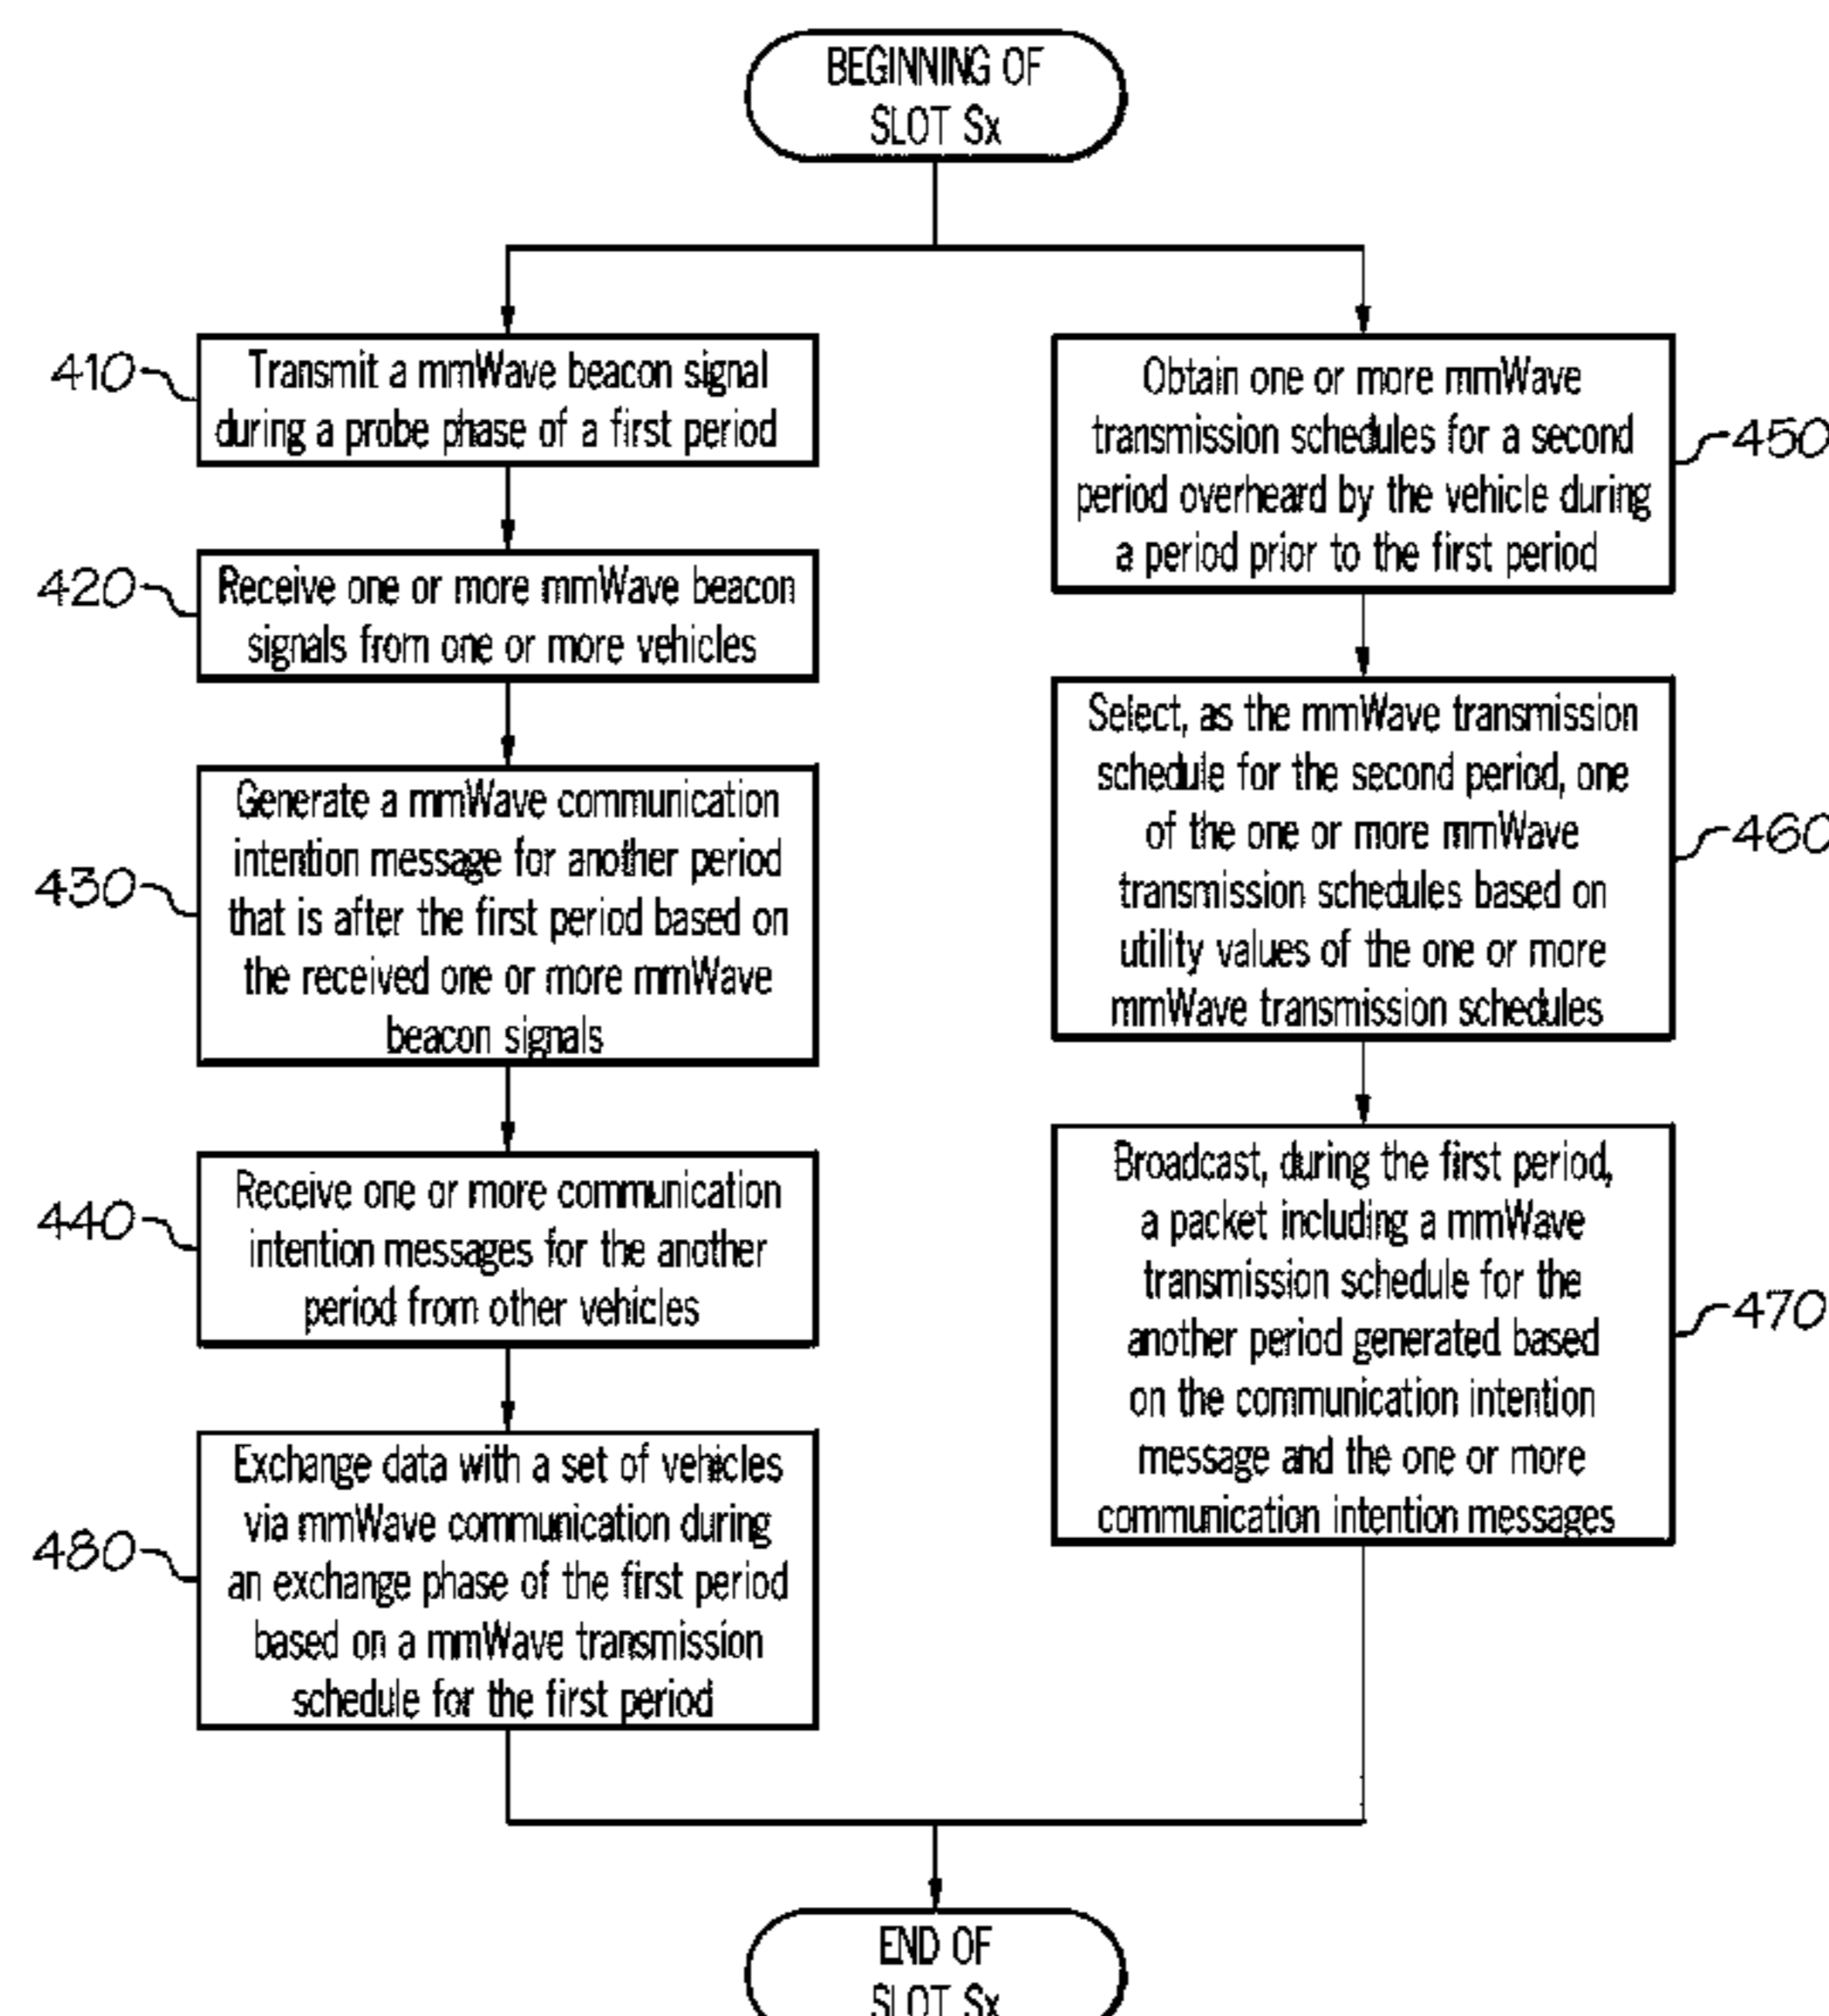 BEGINNING OF
SLOT Sx
410
Transmit a mmWave beacon signal
during a probe phase of a first period
420
Receive one or more mmWave beacon
signals from one or more vehicles
430
Generate a mmWave communication
intention message for another period
that is after the first period based on
the received one or more mmWave
beacon signals
440
Receive one or more communication
intention messages for the another
period from other vehicles
480
Exchange data with a set of vehicles
via mmWave communication during
an exchange phase of the first period
based on a mmWave transmission
schedule for the first period
Obtain one or more mmWave
transmission schedules for a second
period overheard by the vehicle during
a period prior to the first period
450
Select, as the mmWave transmission
schedule for the second period, one
of the one or more mmWave
transmission schedules based on
utility values of the one or more
mmWave transmission schedules
460
Broadcast, during the first period,
a packet including a mmWave
transmission schedule for the
another period generated based
on the communication intention
message and the one or more
communication intention messages
470
END OF
SLOT Sx